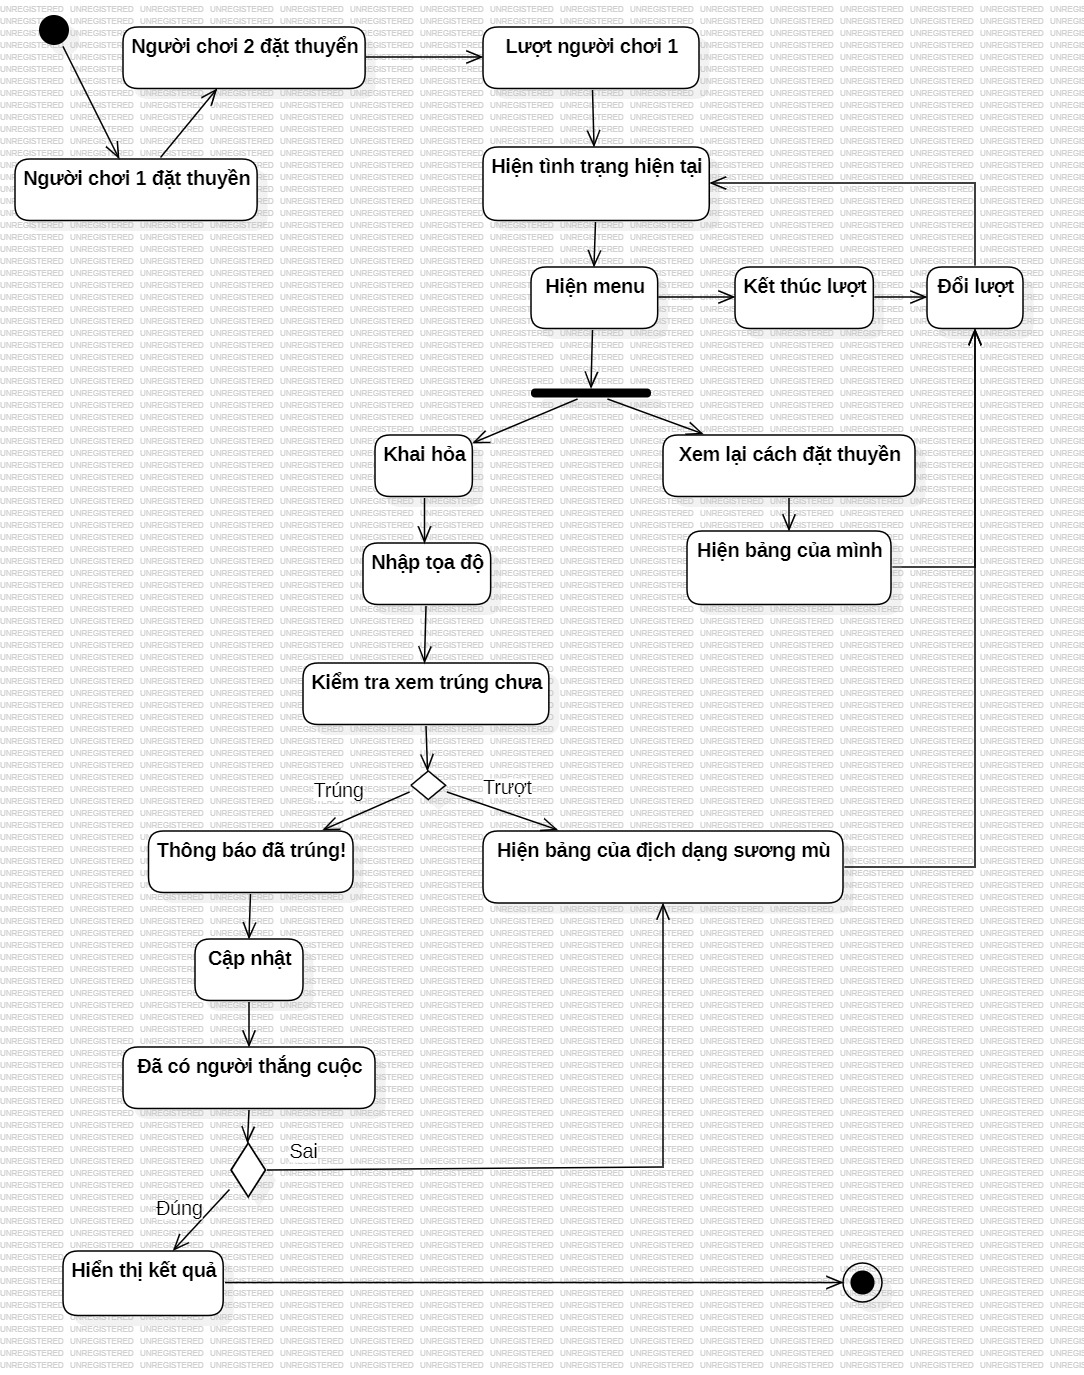 Người chơi 2 đặt thuyển
Lượt người chơi 1
Người chơi 1 đặt thuyền
Hiện tình trạng hiện tại
Hiện menu
Kết thúc lượt
Đổi lượt
Khai hỏa
Xem lại cách đặt thuyền
Nhập tọa độ
Hiện bảng của mình
Kiểm tra xem trúng chưa
Trúng
Trượt
Thông báo đã trúng!
Hiện bảng của địch dạng sương mù
Cập nhật
Đã có người thắng cuộc
Sai
Đúng
Hiển thị kết quả
UNREGISTERED